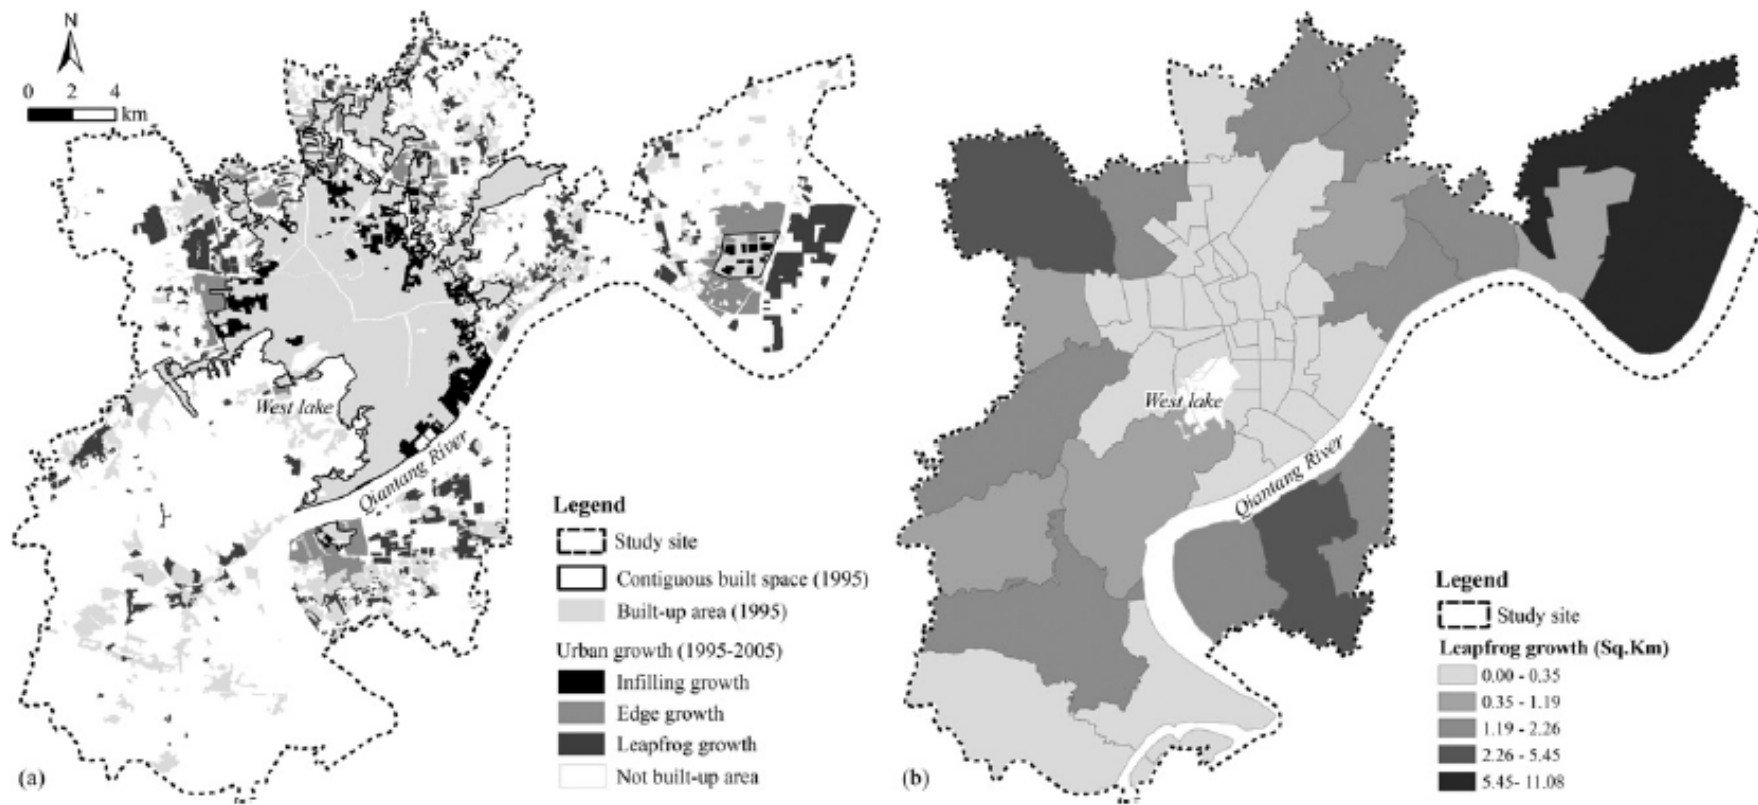 N
0 2 4
km
West lake
Qiantang River
Legend
Study site
Contiguous built space (1995)
Built-up area (1995)
Urban growth (1995-2005)
Infilling growth
Edge growth
Leapfrog growth
Not built-up area
(a)
West lake
Qiantang River
Legend
Study site
Leapfrog growth (Sq.Km)
0.00 - 0.35
0.35 - 1.19
1.19 - 2.26
2.26 - 5.45
5.45- 11.08
(b)